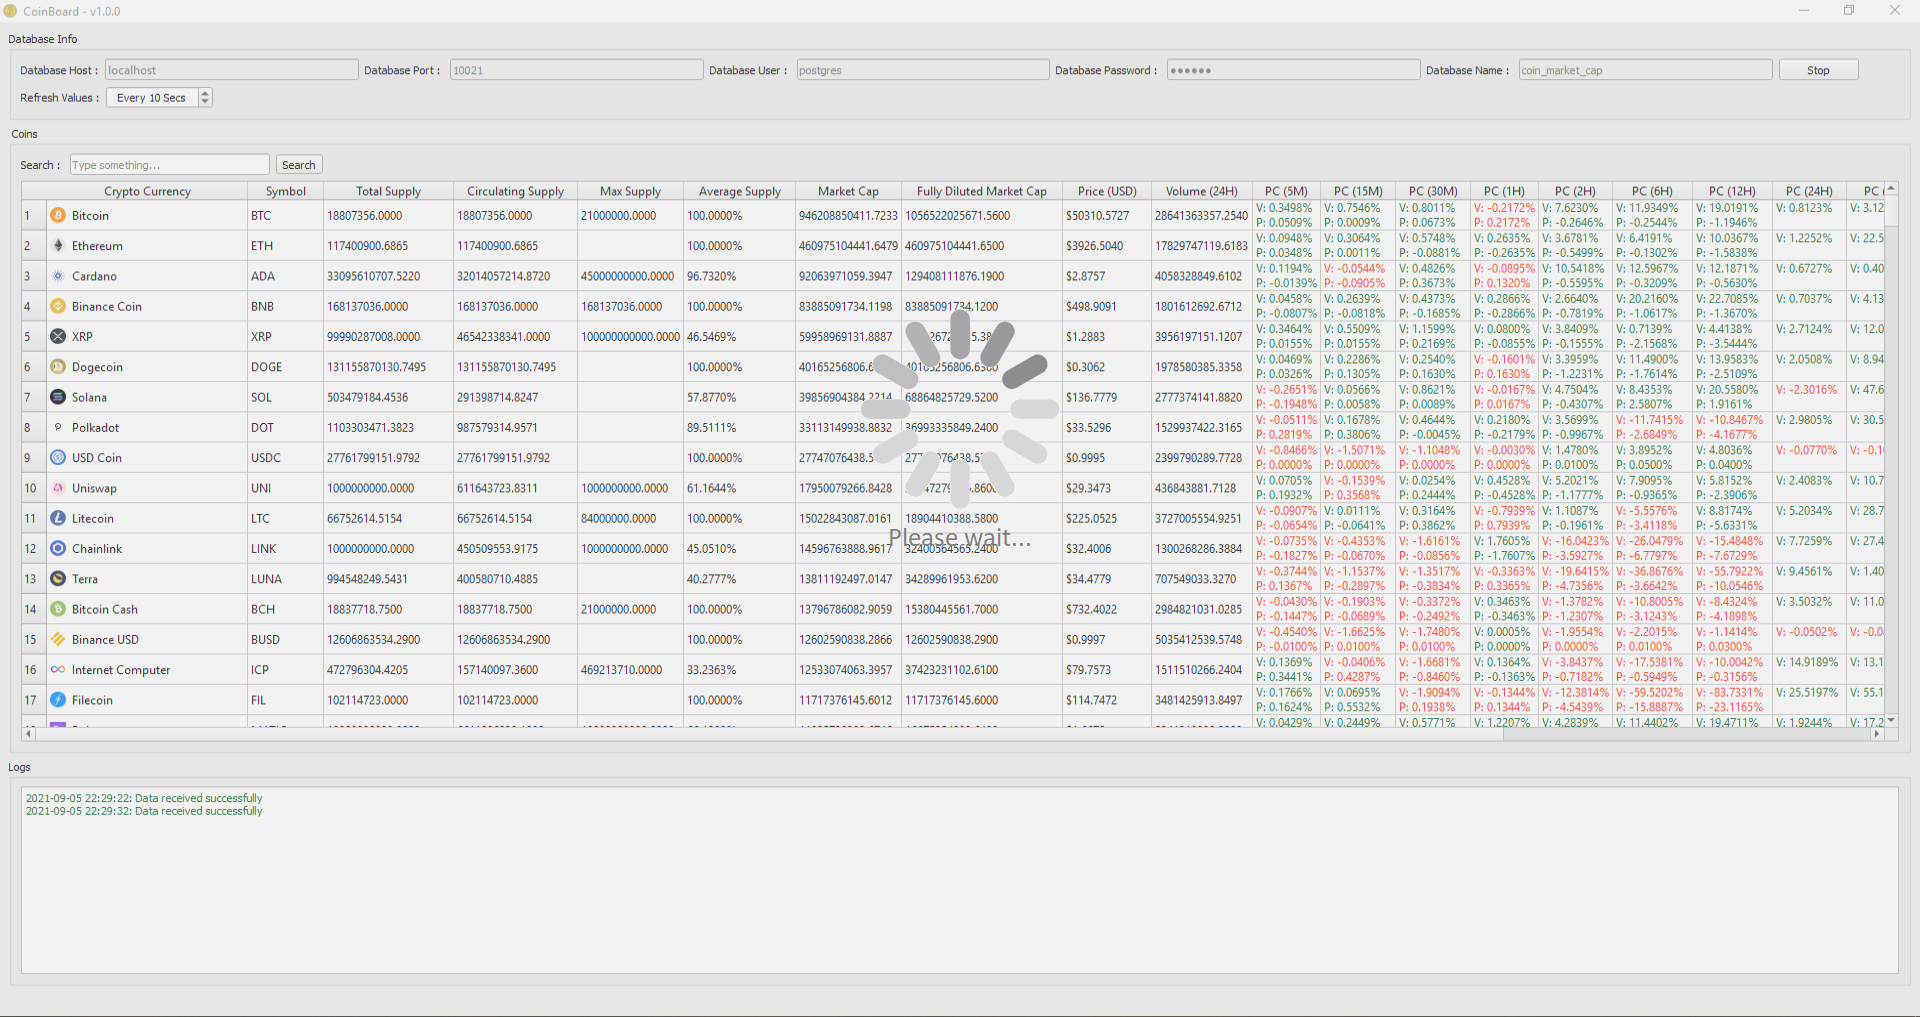 CoinBoard - v1.0.0
Database Info
Database Host : localhost Database Port : 10021 Database User : postgres Database Password : ●●●●●● Database Name : coin_market_cap Stop
Refresh Values : Every 10 Secs
Coins
Search : Type something... Search
Crypto Currency Symbol Total Supply Circulating Supply Max Supply Average Supply Market Cap Fully Diluted Market Cap Price (USD) Volume (24H) PC (5M) PC (15M) PC (30M) PC (1H) PC (2H) PC (6H) PC (12H) PC (24H) PC (
V: 0.3498% V: 0.7546% V: 0.8011% V: -0.2172% V: 7.6230% V: 11.9349% V: 19.0191% V: 0.8123% V: 3.12
1 Bitcoin BTC 18807356.0000 18807356.0000 21000000.0000 100.0000% 946208850411.7233 1056522025671.5600 $50310.5727 28641363357.2540
P: 0.0509% P: 0.0009% P: 0.0673% P: 0.2172% P: -0.2646% P: -0.2544% P: -1.1946%
V: 0.0948% V: 0.3064% V: 0.5748% V: 0.2635% V: 3.6781% V: 6.4191% V: 10.0367% V: 1.2252% V: 22.5
2 Ethereum ETH 117400900.6865 117400900.6865 100.0000% 460975104441.6479 460975104441.6500 $3926.5040 17829747119.6183
P: 0.0348% P: 0.0011% P: -0.0881% P: -0.2635% P: -0.5499% P: -0.1302% P: -1.5838%
V: 0.1194% V: -0.0544% V: 0.4826% V: -0.0895% V: 10.5418% V: 12.5967% V: 12.1871% V: 0.6727% V: 0.40
3 Cardano ADA 33095610707.5220 32014057214.8720 45000000000.0000 96.7320% 92063971059.3947 129408111876.1900 $2.8757 4058328849.6102
P: -0.0139% P: -0.0905% P: 0.3673% P: 0.1320% P: -0.5595% P: -0.3209% P: -0.5630%
V: 0.0458% V: 0.2639% V: 0.4373% V: 0.2866% V: 2.6640% V: 20.2160% V: 22.7085% V: 0.7037% V: 4.13
4 Binance Coin BNB 168137036.0000 168137036.0000 168137036.0000 100.0000% 83885091734.1198 83885091734.1200 $498.9091 1801612692.6712
P: -0.0807% P: -0.0818% P: -0.1685% P: -0.2866% P: -0.7819% P: -1.0617% P: -1.3670%
V: 0.3464% V: 0.5509% V: 1.1599% V: 0.0800% V: 3.8409% V: 0.7139% V: 4.4138% V: 2.7124% V: 12.0
5 XRP XRP 99990287008.0000 46542338341.0000 100000000000.0000 46.5469% 59958969131.8887 $1.2883 3956197151.1207
P: 0.0155% P: 0.0155% P: 0.2169% P: -0.0855% P: -0.1555% P: -2.1568% P: -3.5444%
V: 0.0469% V: 0.2286% V: 0.2540% V: -0.1601% V: 3.3959% V: 11.4900% V: 13.9583% V: 2.0508% V: 8.94
6 Dogecoin DOGE 131155870130.7495 131155870130.7495 100.0000% $0.3062 1978580385.3358
P: 0.0326% P: 0.1305% P: 0.1630% P: 0.1630% P: -1.2231% P: -1.7614% P: -2.5109%
V: -0.2651% V: 0.0566% V: 0.8621% V: -0.0167% V: 4.7504% V: 8.4353% V: 20.5580% V: -2.3016% V: 47.6
7 Solana SOL 503479184.4536 291398714.8247 57.8770% 39856904384.2214 68864825729.5200 $136.7779 2777374141.8820
P: -0.1948% P: 0.0058% P: 0.0089% P: 0.0167% P: -0.4307% P: 2.5807% P: 1.9161%
V: -0.0511% V: 0.1678% V: 0.4644% V: 0.2180% V: 3.5699% V: -11.7415% V: -10.8467% V: 2.9805% V: 30.5
8 Polkadot DOT 1103303471.3823 987579314.9571 89.5111% 33113149938.8832 36993335849.2400 $33.5296 1529937422.3165
P: 0.2819% P: 0.3806% P: -0.0045% P: -0.2179% P: -0.9967% P: -2.6849% P: -4.1677%
V: -0.8466% V: -1.5071% V: -1.1048% V: -0.0030% V: 1.4780% V: 3.8952% V: 4.8036% V: -0.0770% V: -0.1
9 USD Coin USDC 27761799151.9792 27761799151.9792 100.0000% $0.9995 2399790289.7728
P: 0.0000% P: 0.0000% P: 0.0000% P: 0.0000% P: 0.0100% P: 0.0500% P: 0.0400%
V: 0.0705% V: -0.1539% V: 0.0254% V: 0.4528% V: 5.2021% V: 7.9095% V: 5.8152% V: 2.4083% V: 10.7
10 Uniswap UNI 1000000000.0000 611643723.8311 1000000000.0000 61.1644% 17950079266.8428 $29.3473 436843881.7128
P: 0.1932% P: 0.3568% P: 0.2444% P: -0.4528% P: -1.1777% P: -0.9365% P: -2.3906%
V: -0.0907% V: 0.0111% V: 0.3164% V: -0.7939% V: 1.1087% V: -5.5576% V: 8.8174% V: 5.2034% V: 28.7
11 Litecoin LTC 66752614.5154 66752614.5154 84000000.0000 100.0000% 15022843087.0161 18904410388.5800 $225.0525 3727005554.9251
P: -0.0654% P: -0.0641% P: 0.3862% P: 0.7939% P: -0.1961% P: -3.4118% P: -5.6331%
Please wait...
V: -0.0735% V: -0.4353% V: -1.6161% V: 1.7605% V: -16.0423% V: -26.0479% V: -15.4848% V: 7.7259% V: 27.4
12 Chainlink LINK 1000000000.0000 450509553.9175 1000000000.0000 45.0510% 14596763888.9617 32400564565.2400 $32.4006 1300268286.3884
P: -0.1827% P: -0.0670% P: -0.0856% P: -1.7607% P: -3.5927% P: -6.7797% P: -7.6729%
V: -0.3744% V: -1.1537% V: -1.3517% V: -0.3363% V: -19.6415% V: -36.8676% V: -55.7922% V: 9.4561% V: 1.40
13 Terra LUNA 994548249.5431 400580710.4885 40.2777% 13811192497.0147 34289961953.6200 $34.4779 707549033.3270
P: 0.1367% P: -0.2897% P: -0.3834% P: 0.3365% P: -4.7356% P: -3.6642% P: -10.0546%
V: -0.0430% V: -0.1903% V: -0.3372% V: 0.3463% V: -1.3782% V: -10.8005% V: -8.4324% V: 3.5032% V: 11.0
14 Bitcoin Cash BCH 18837718.7500 18837718.7500 21000000.0000 100.0000% 13796786082.9059 15380445561.7000 $732.4022 2984821031.0285
P: -0.1447% P: -0.0689% P: -0.2492% P: -0.3463% P: -1.2307% P: -3.1243% P: -4.1898%
V: -0.4540% V: -1.6625% V: -1.7480% V: 0.0005% V: -1.9554% V: -2.2015% V: -1.1414% V: -0.0502% V: -0.0
15 Binance USD BUSD 12606863534.2900 12606863534.2900 100.0000% 12602590838.2866 12602590838.2900 $0.9997 5035412539.5748
P: -0.0100% P: 0.0100% P: 0.0100% P: 0.0000% P: 0.0000% P: 0.0100% P: 0.0300%
V: 0.1369% V: -0.0406% V: -1.6681% V: 0.1364% V: -3.8437% V: -17.5381% V: -10.0042% V: 14.9189% V: 13.1
16 Internet Computer ICP 472796304.4205 157140097.3600 469213710.0000 33.2363% 12533074063.3957 37423231102.6100 $79.7573 1511510266.2404
P: 0.3441% P: 0.4287% P: -0.8460% P: -0.1363% P: -0.7182% P: -0.5949% P: -0.3156%
V: 0.1766% V: 0.0695% V: -1.9094% V: -0.1344% V: -12.3814% V: -59.5202% V: -83.7331% V: 25.5197% V: 55.1
17 Filecoin FIL 102114723.0000 102114723.0000 100.0000% 11717376145.6012 11717376145.6000 $114.7472 3481425913.8497
P: 0.1624% P: 0.5532% P: 0.1938% P: 0.1344% P: -4.5439% P: -15.8887% P: -23.1165%
V: 0.0429% V: 0.2449% V: 0.5771% V: 1.2207% V: 4.2839% V: 11.4402% V: 19.4711% V: 1.9244% V: 17.2
Logs
2021-09-05 22:29:22: Data received successfully
2021-09-05 22:29:32: Data received successfully